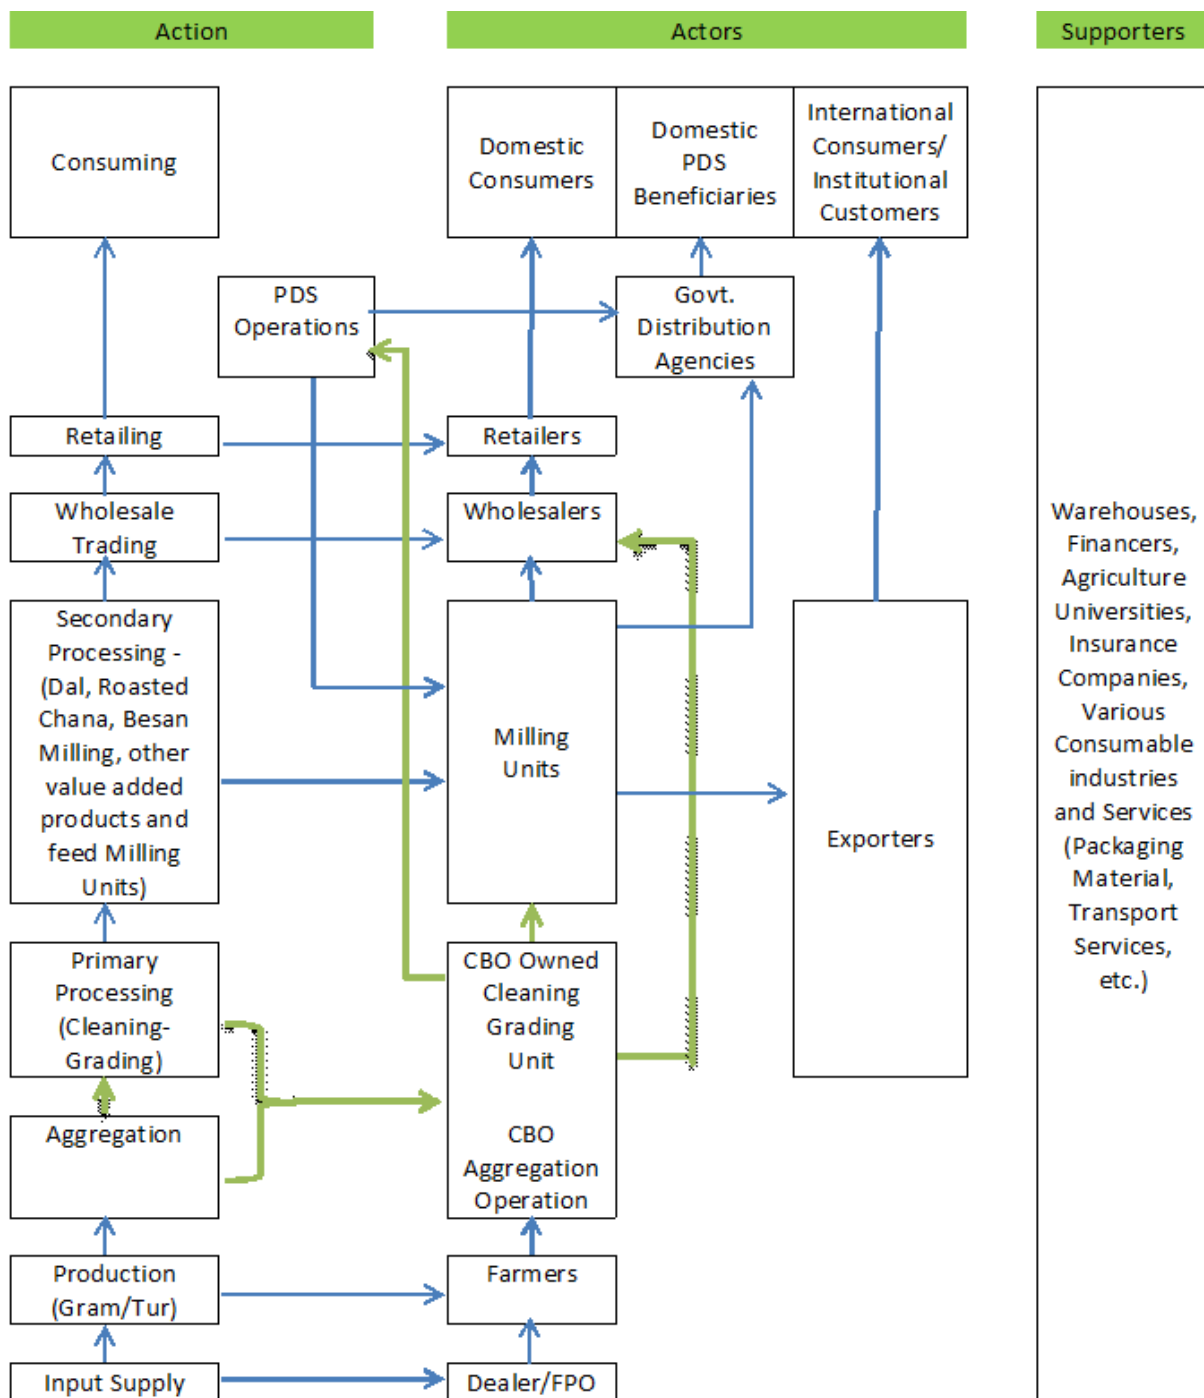 Action
Actors
Supporters
Consuming
Domestic
Consumers
Domestic
PDS
Beneficiaries
International
Consumers/
Institutional
Customers
PDS
Operations
Govt.
Distribution
Agencies
Retailing
Retailers
Wholesale
Trading
Wholesalers
Secondary
Processing -
(Dal, Roasted
Chana, Besan
Milling, other
value added
products and
feed Milling
Units)
Milling
Units
Exporters
Primary
Processing
(Cleaning-
Grading)
CBO Owned
Cleaning
Grading
Unit
Aggregation
CBO
Aggregation
Operation
Production
(Gram/Tur)
Farmers
Input Supply
Dealer/FPO
Warehouses,
Financers,
Agriculture
Universities,
Insurance
Companies,
Various
Consumable
industries
and Services
(Packaging
Material,
Transport
Services,
etc.)